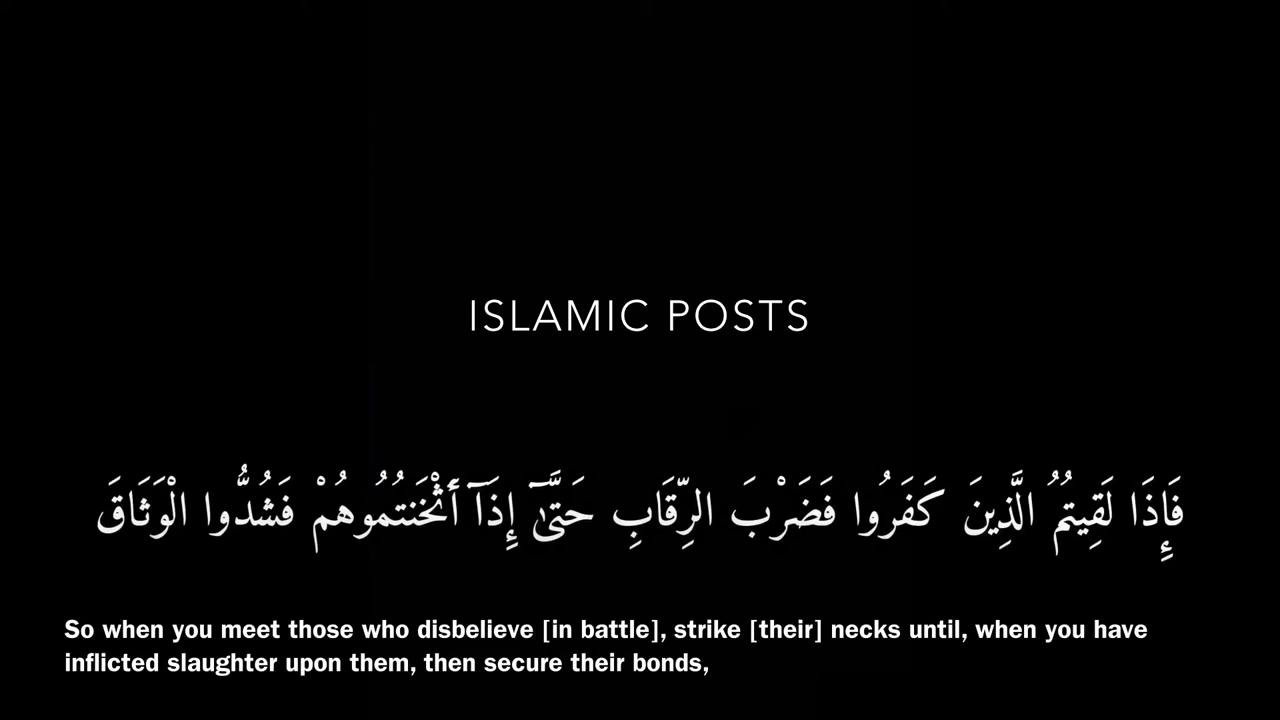 ISLAMIC POSTS
فَإِذَا لَقِيتُمُ الَّذِينَ كَفَرُوا فَضَرْبَ الرِّقَابِ حَتَّىٰٓ إِذَآ أَثْخَنتُمُوهُمْ فَشُدُّوا الْوَثَاقَ
So when you meet those who disbelieve [in battle], strike [their] necks until, when you have
inflicted slaughter upon them, then secure their bonds,